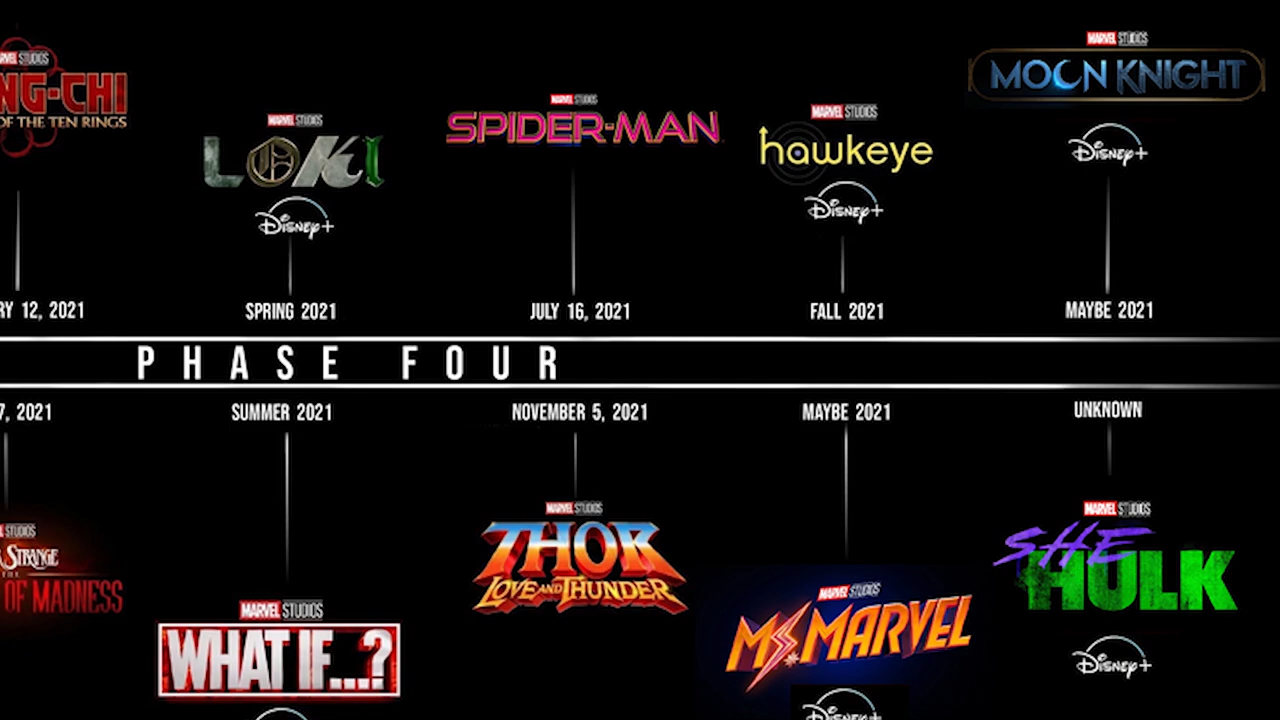 MARVEL STUDIOS
MOON KNIGHT
Disney+
MARVEL STUDIOS
NG-CHI
OF THE TEN RINGS
MARVEL STUDIOS
LOKI
Disney+
MARVEL STUDIOS
SPIDER-MAN
MARVEL STUDIOS
hawkeye
Disney+
RY 12, 2021
SPRING 2021
JULY 16, 2021
FALL 2021
MAYBE 2021
PHASE FOUR
7, 2021
SUMMER 2021
NOVEMBER 5, 2021
MAYBE 2021
UNKNOWN
STUDIOS
STRANGE
OF MADNESS
MARVEL STUDIOS
WHAT IF...?
MARVEL STUDIOS
THOR
LOVE AND THUNDER
MARVEL STUDIOS
MS MARVEL
Disney+
MARVEL STUDIOS
SHE
HULK
Disney+